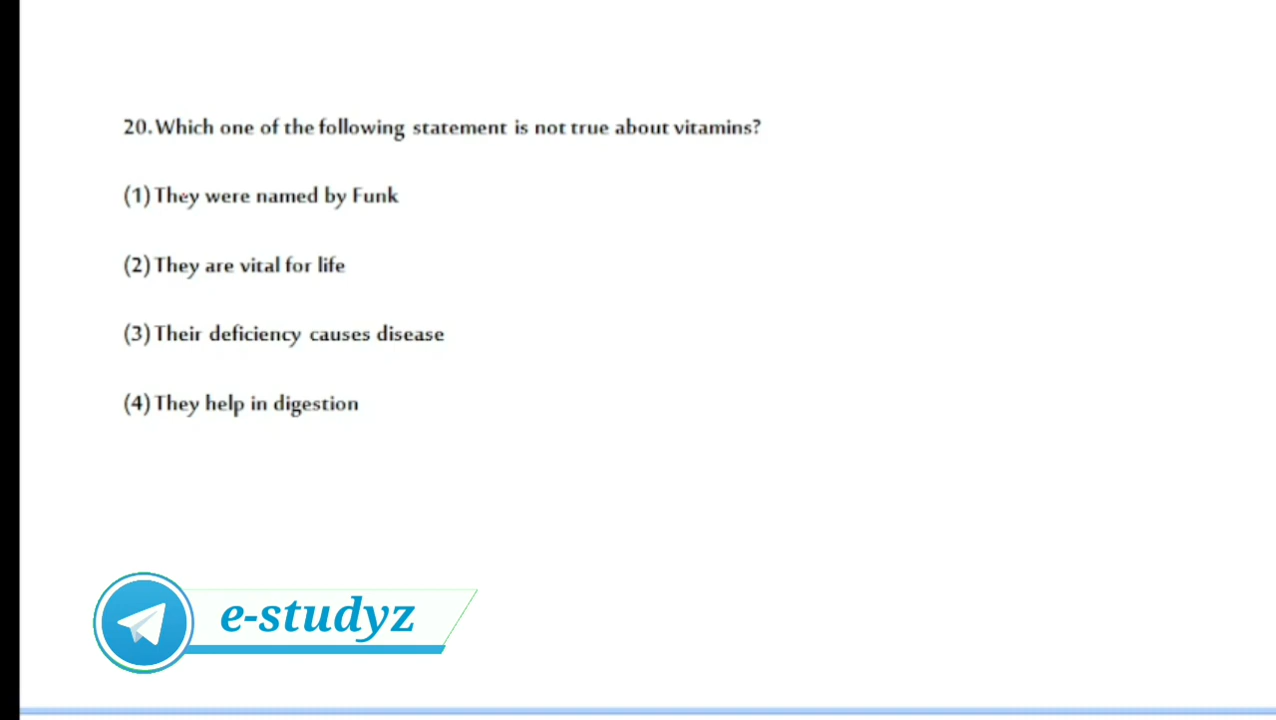 20. Which one of the following statement is not true about vitamins?
(1) They were named by Funk
(2) They are vital for life
(3) Their deficiency causes disease
(4) They help in digestion
e-studyz